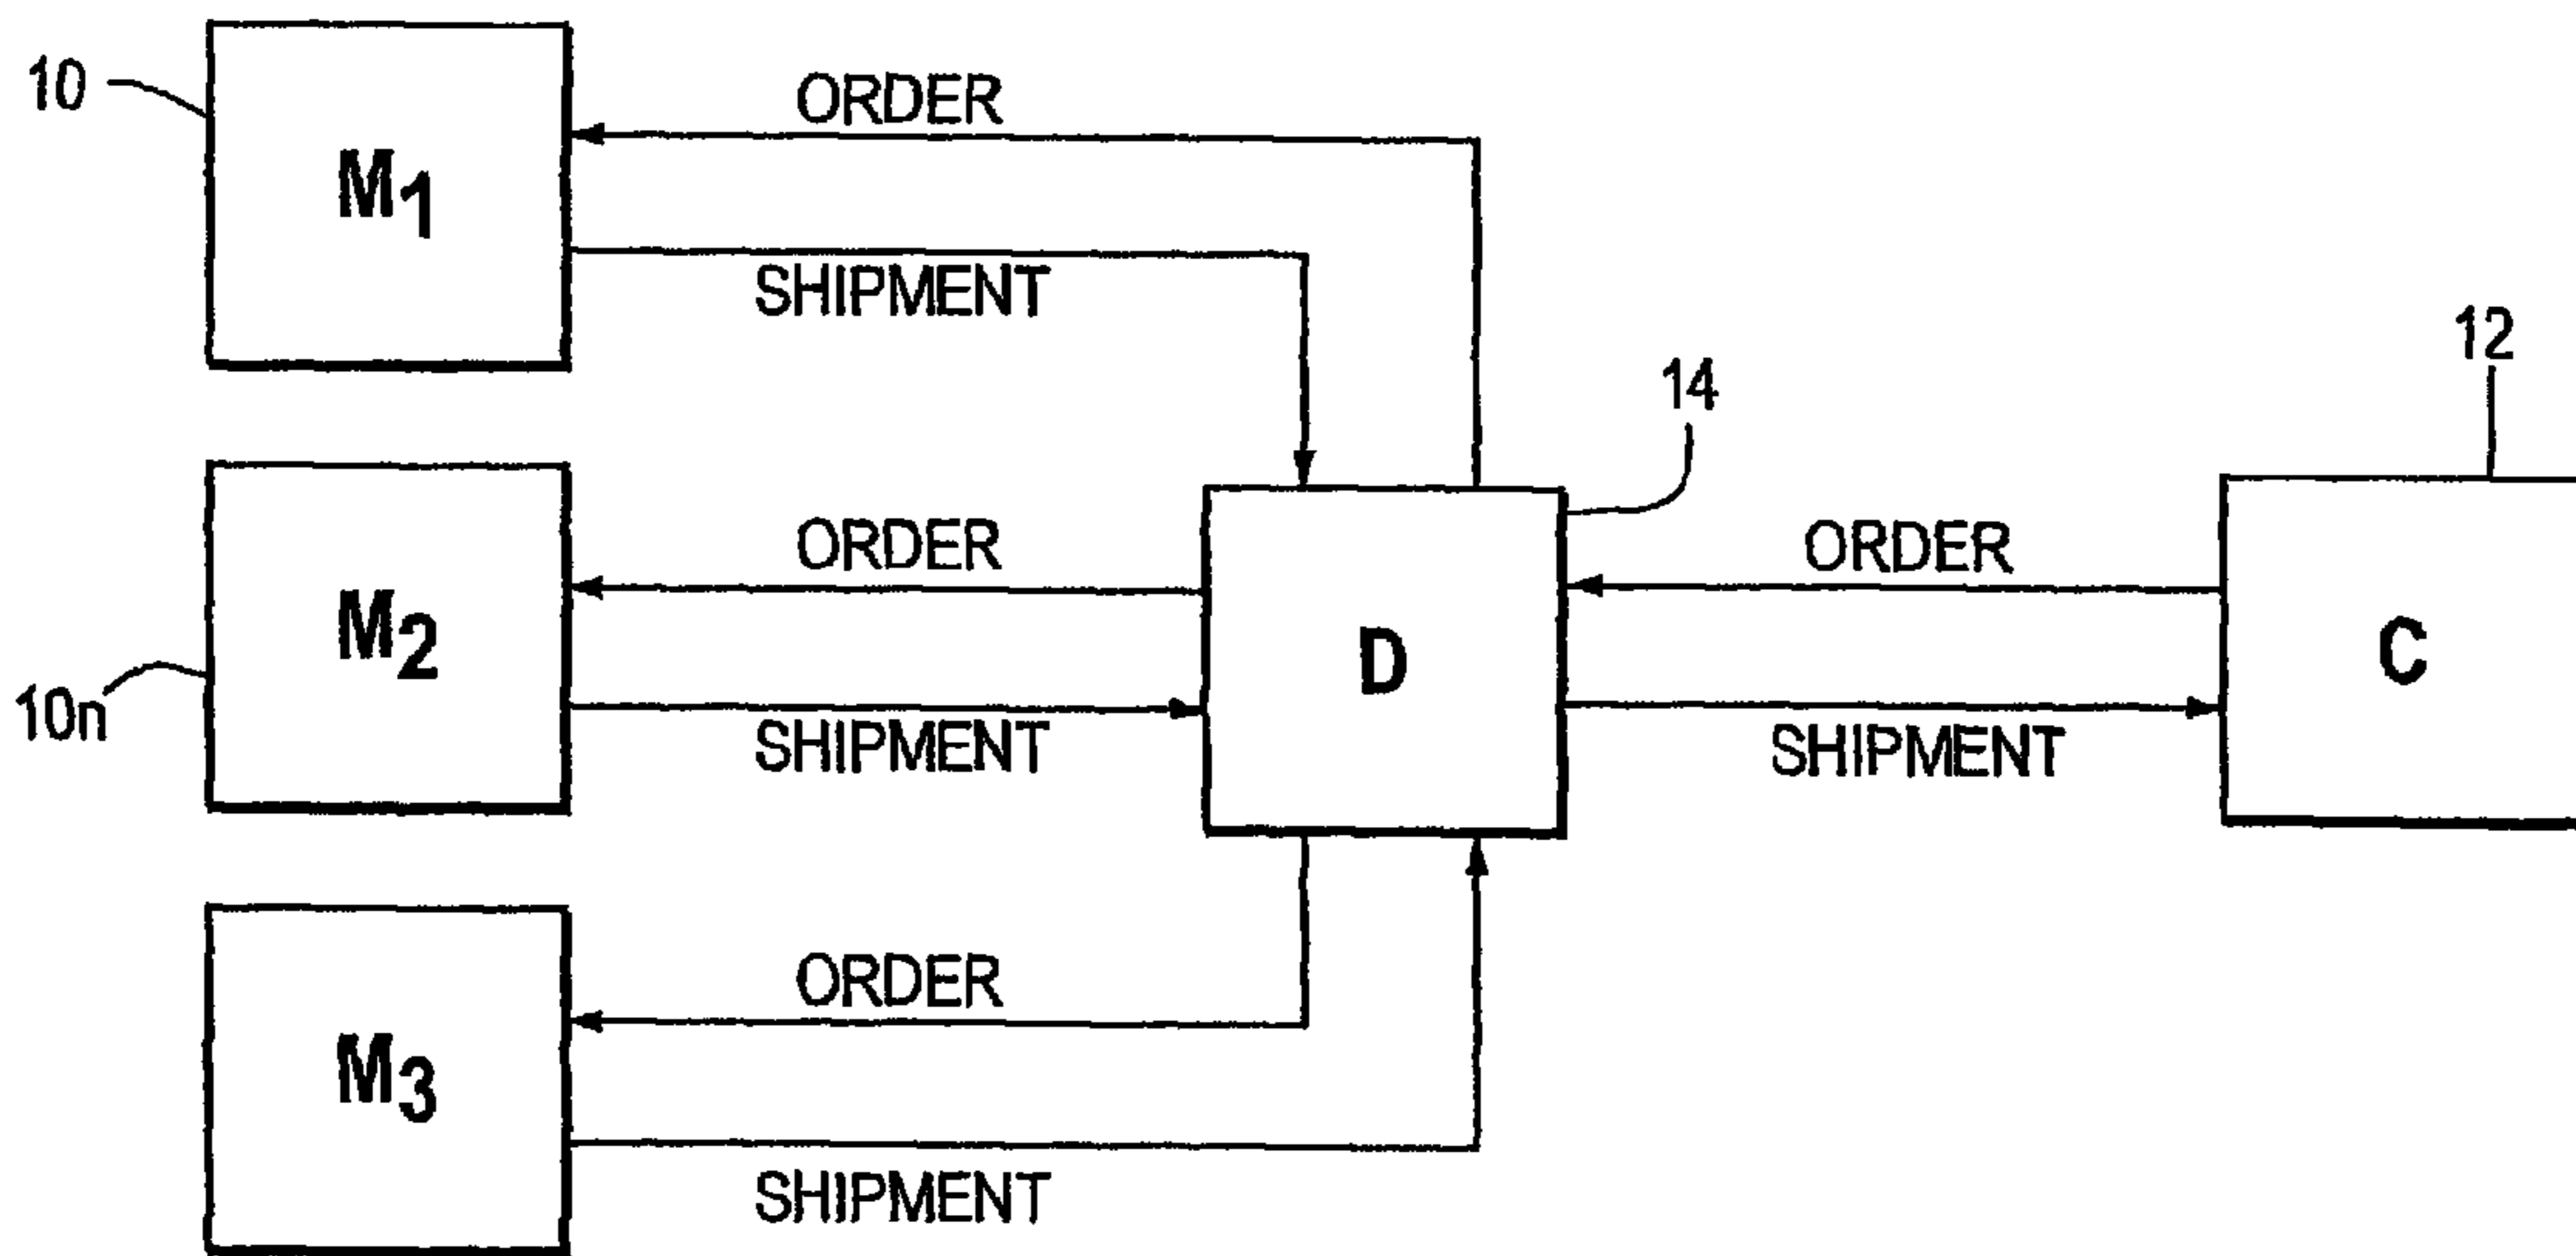 10
M1
ORDER
SHIPMENT
12
14
10n
M2
ORDER
SHIPMENT
D
ORDER
SHIPMENT
C
M3
ORDER
SHIPMENT